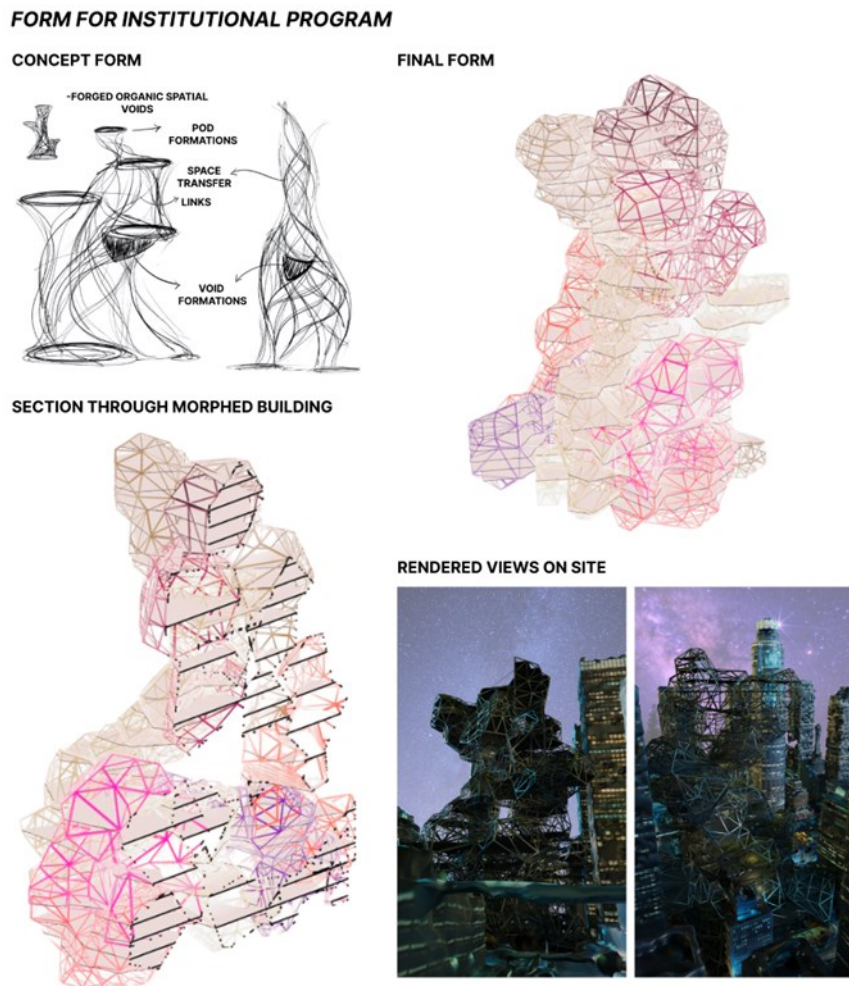 FORM FOR INSTITUTIONAL PROGRAM
CONCEPT FORM
-FORGED ORGANIC SPATIAL
VOIDS
POD
FORMATIONS
SPACE
TRANSFER
LINKS
VOID
FORMATIONS
FINAL FORM
SECTION THROUGH MORPHED BUILDING
RENDERED VIEWS ON SITE